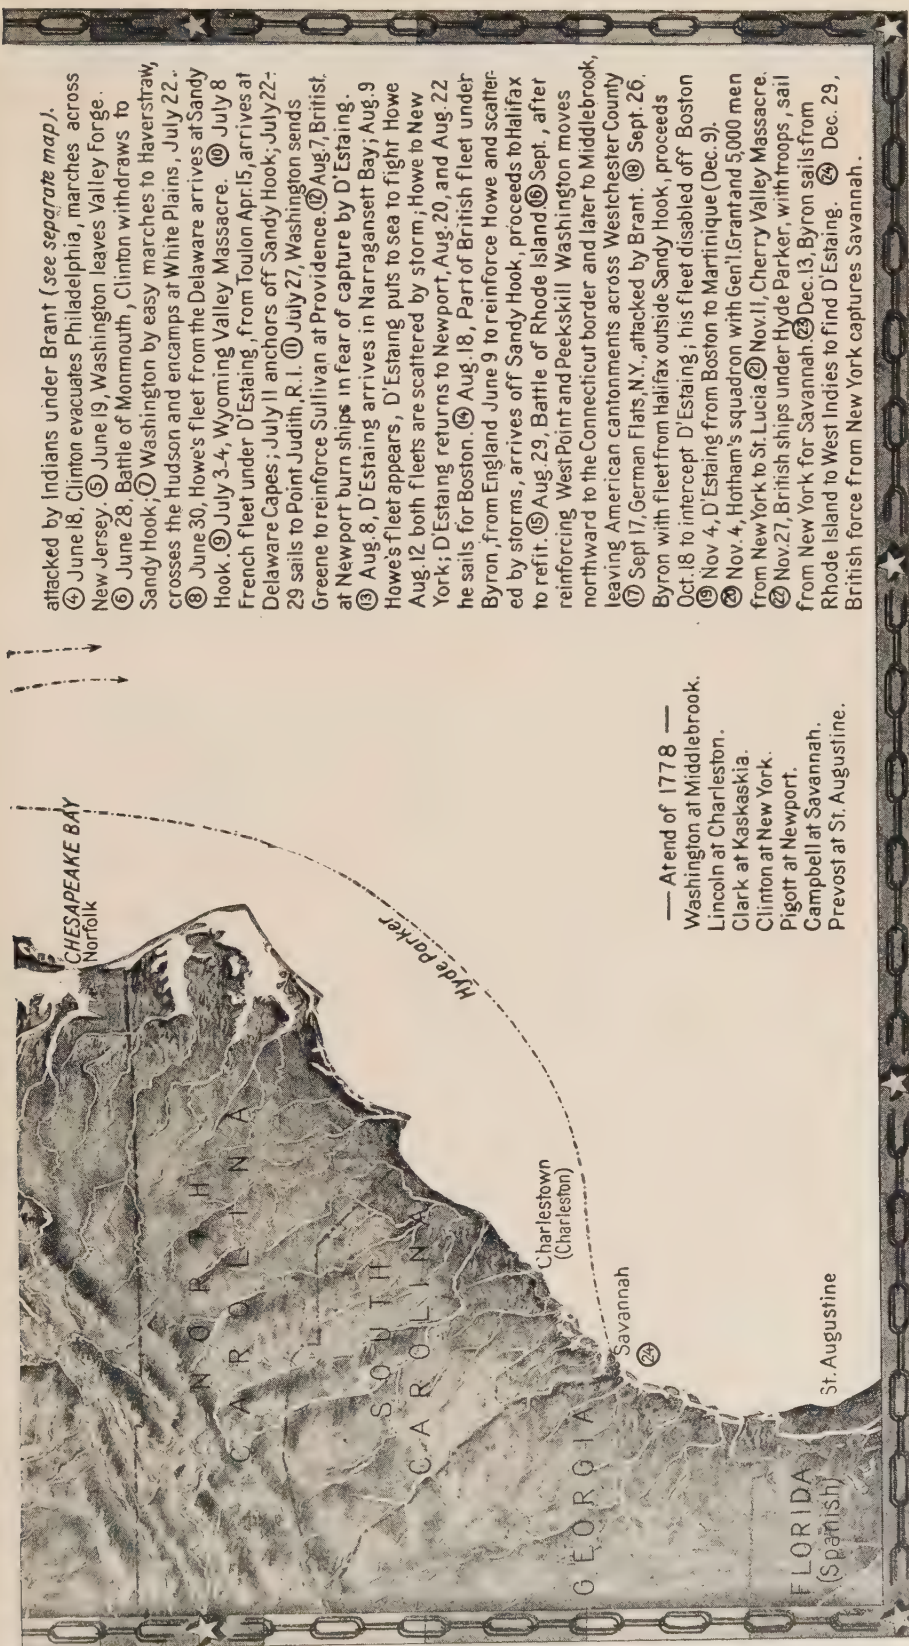 attacked by Indians under Brant (see separate map).
④ June 18, Clinton evacuates Philadelphia, marches across
New Jersey. ⑤ June 19, Washington leaves Valley Forge.
⑥ June 28, Battle of Monmouth, Clinton withdraws to
Sandy Hook; ⑦ Washington by easy marches to Haverstraw,
crosses the Hudson and encamps at White Plains, July 22.
⑧ June 30, Howe's fleet from the Delaware arrives at Sandy
Hook. ⑨ July 3-4, Wyoming Valley Massacre. ⑩ July 8
French fleet under D'Estaing, from Toulon Apr. 15, arrives at
Delaware Capes; July 11 anchors off Sandy Hook; July 22-
29 sails to Point Judith, R.I. ⑪ July 27, Washington sends
Greene to reinforce Sullivan at Providence. ⑫ Aug. 7, British
at Newport burn ships in fear of capture by D'Estaing.
⑬ Aug. 8, D'Estaing arrives in Narragansett Bay; Aug. 9
Howe's fleet appears, D'Estaing puts to sea to fight Howe
Aug. 12 both fleets are scattered by storm; Howe to New
York; D'Estaing returns to Newport, Aug. 20, and Aug. 22
he sails for Boston. ⑭ Aug. 18, Part of British fleet under
Byron, from England June 9 to reinforce Howe and scatter-
ed by storms, arrives off Sandy Hook, proceeds to Halifax
to refit. ⑮ Aug. 29, Battle of Rhode Island. ⑯ Sept., after
reinforcing West Point and Peekskill Washington moves
northward to the Connecticut border and later to Middlebrook,
leaving American cantonments across Westchester County
⑰ Sept 17, German Flats, N.Y., attacked by Brant. ⑱ Sept. 26.
Byron with fleet from Halifax outside Sandy Hook, proceeds
Oct. 18 to intercept D'Estaing; his fleet disabled off Boston
⑲ Nov 4, D'Estaing from Boston to Martinique (Dec. 9).
⑳ Nov. 4, Hotham's squadron with Gen'l. Grant and 5,000 men
from New York to St. Lucia. ㉑ Nov. 11, Cherry Valley Massacre.
㉒ Nov. 27, British ships under Hyde Parker, with troops, sail
from New York for Savannah. ㉓ Dec. 13, Byron sails from
Rhode Island to West Indies to find D'Estaing. ㉔ Dec. 29,
British force from New York captures Savannah.
CHESAPEAKE BAY
Norfolk
Hyde Parker
NORTH
CAROLINA
SOUTH
CAROLINA
Charlestown
(Charleston)
Savannah
㉔
GEORGIA
St. Augustine
FLORIDA
(Spanish)
— At end of 1778 —
Washington at Middlebrook.
Lincoln at Charleston.
Clark at Kaskaskia.
Clinton at New York.
Pigott at Newport.
Campbell at Savannah.
Prevost at St. Augustine.